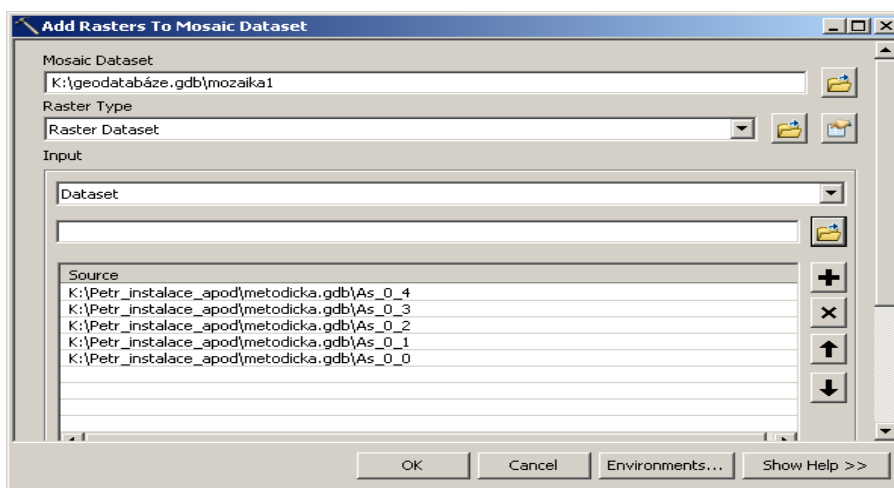 Add Rasters To Mosaic Dataset
Mosaic Dataset
K:\geodatabáze.gdb\mozaika1
Raster Type
Raster Dataset
Input
Dataset
Source
K:\Petr_instalace_apod\metodicka.gdb\As_0_4
K:\Petr_instalace_apod\metodicka.gdb\As_0_3
K:\Petr_instalace_apod\metodicka.gdb\As_0_2
K:\Petr_instalace_apod\metodicka.gdb\As_0_1
K:\Petr_instalace_apod\metodicka.gdb\As_0_0
OK Cancel Environments... Show Help >>